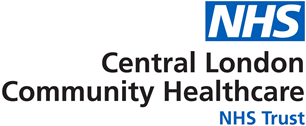 NHS
Central London
Community Healthcare
NHS Trust